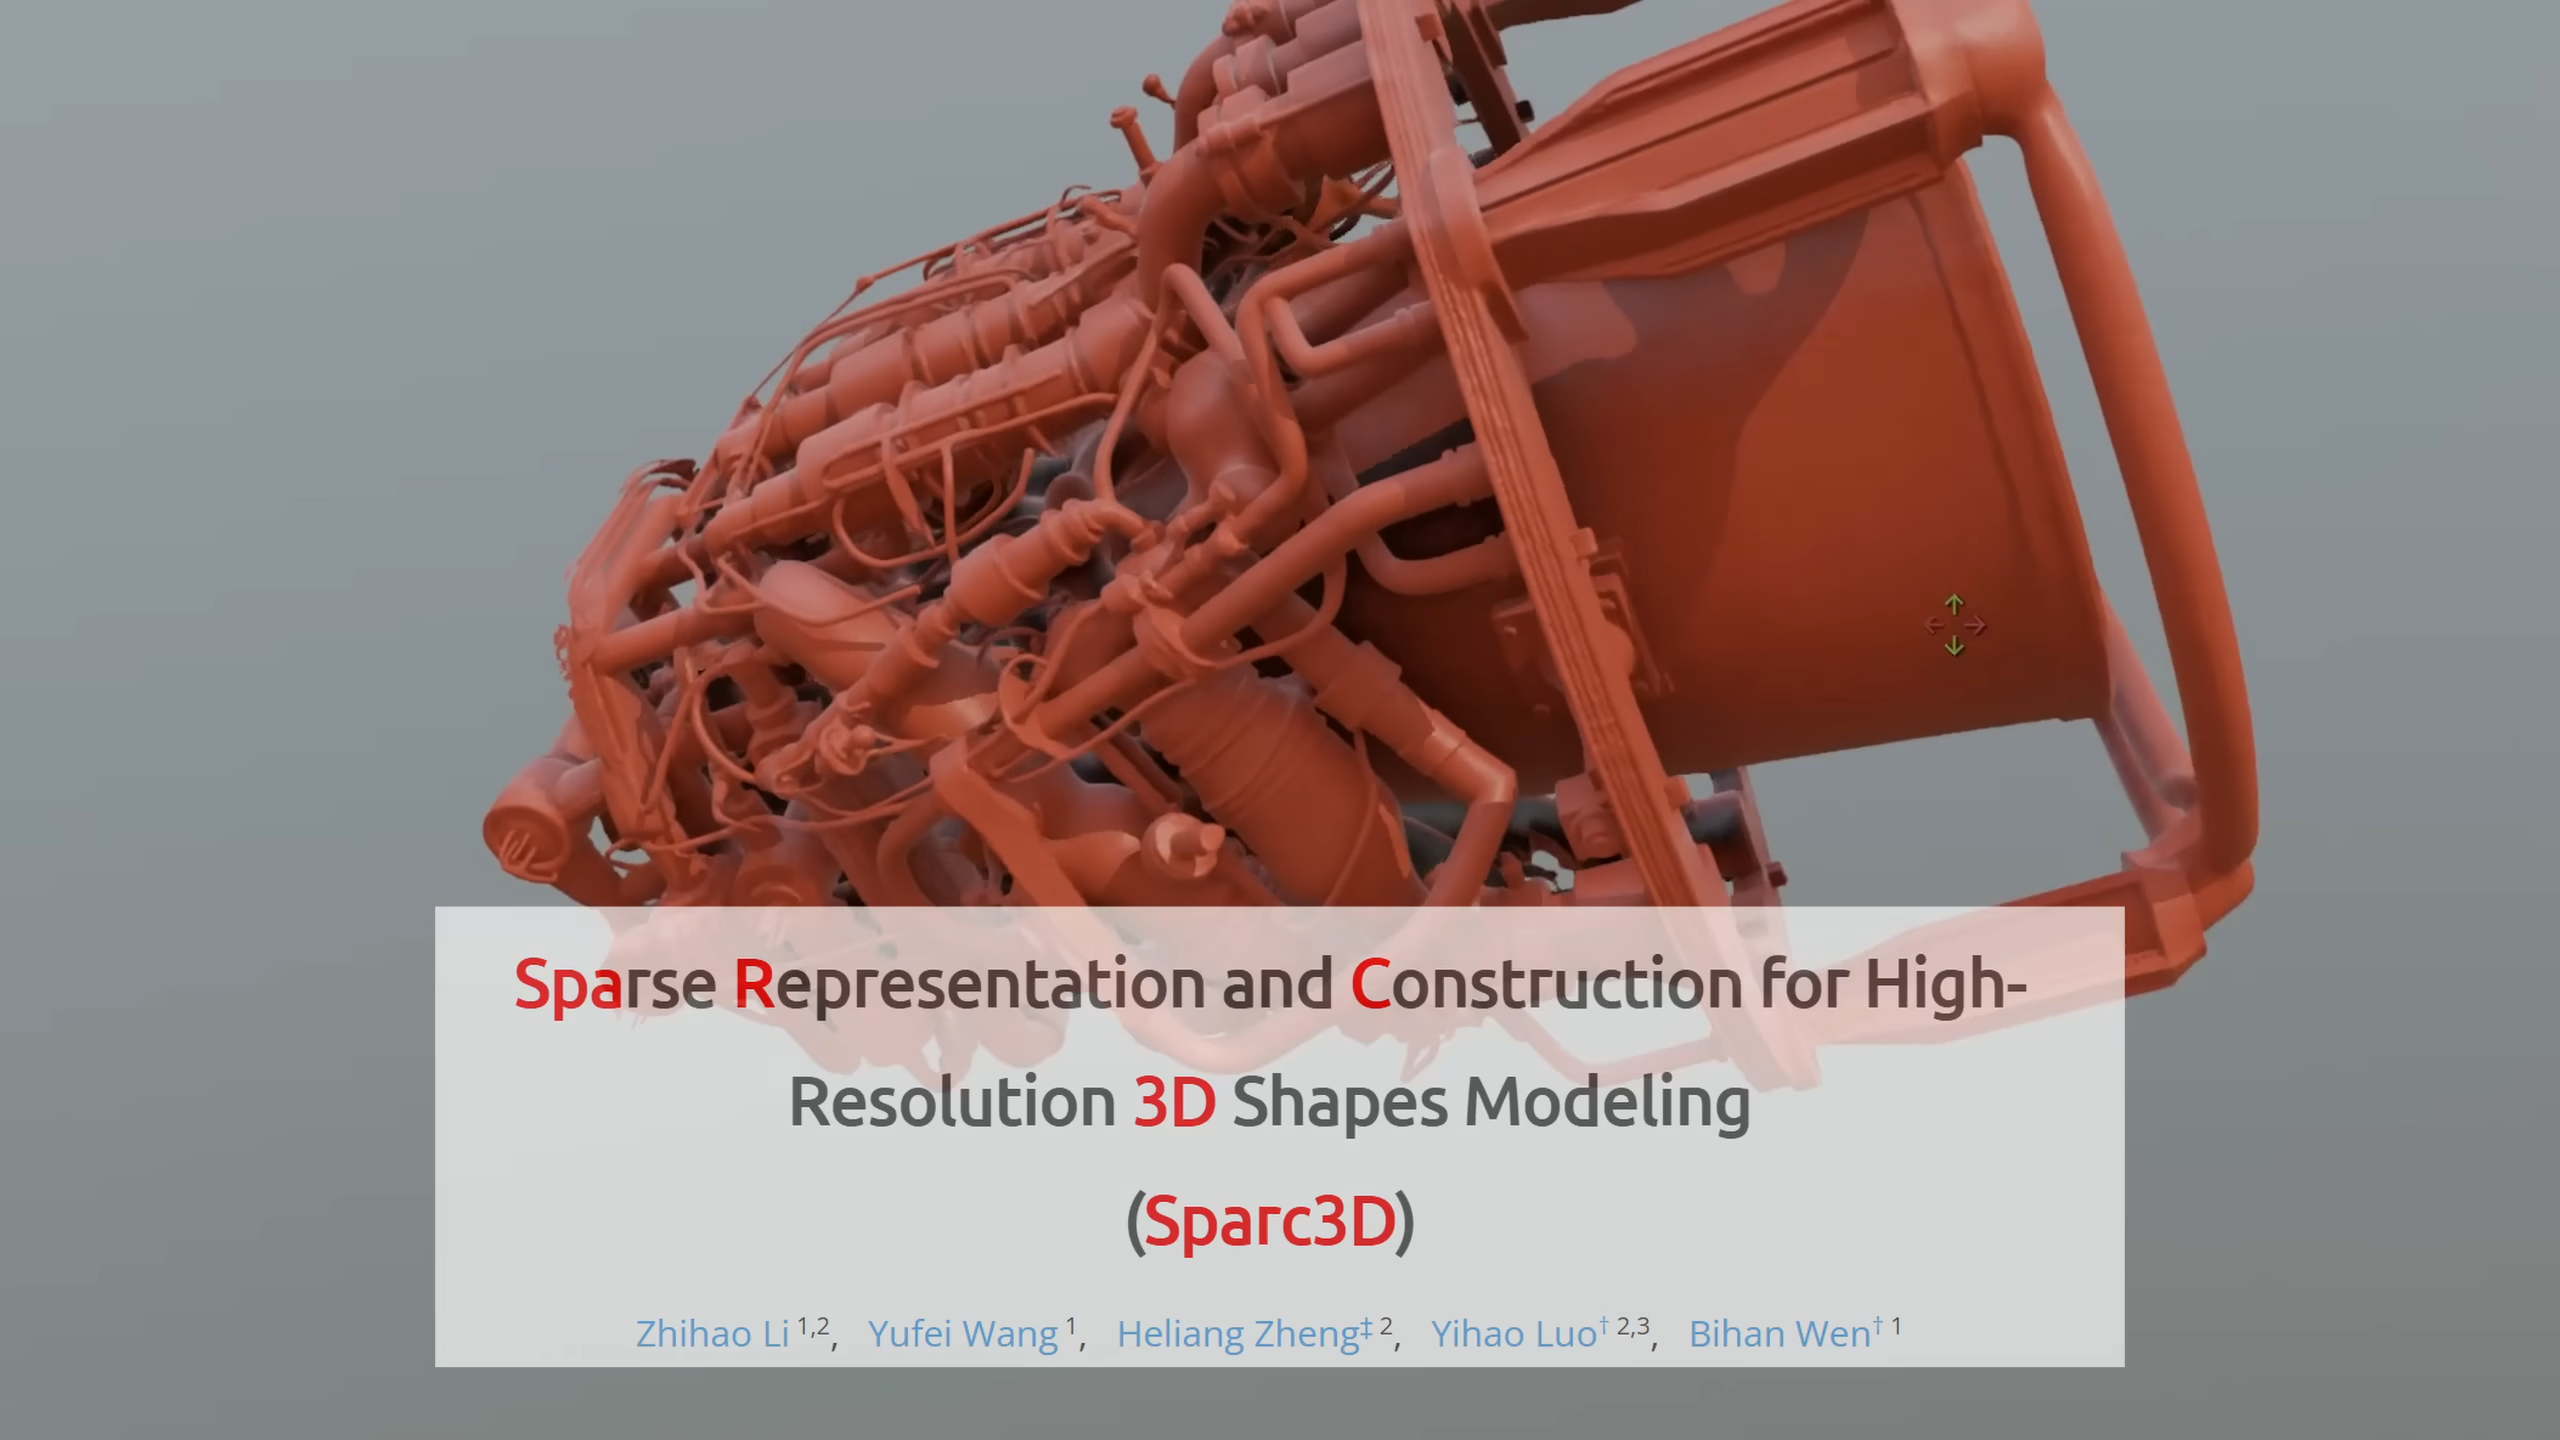 Sparse Representation and Construction for High-
Resolution 3D Shapes Modeling
(Sparc3D)
Zhihao Li 1,2, Yufei Wang 1, Heliang Zheng‡ 2, Yihao Luo† 2,3, Bihan Wen† 1